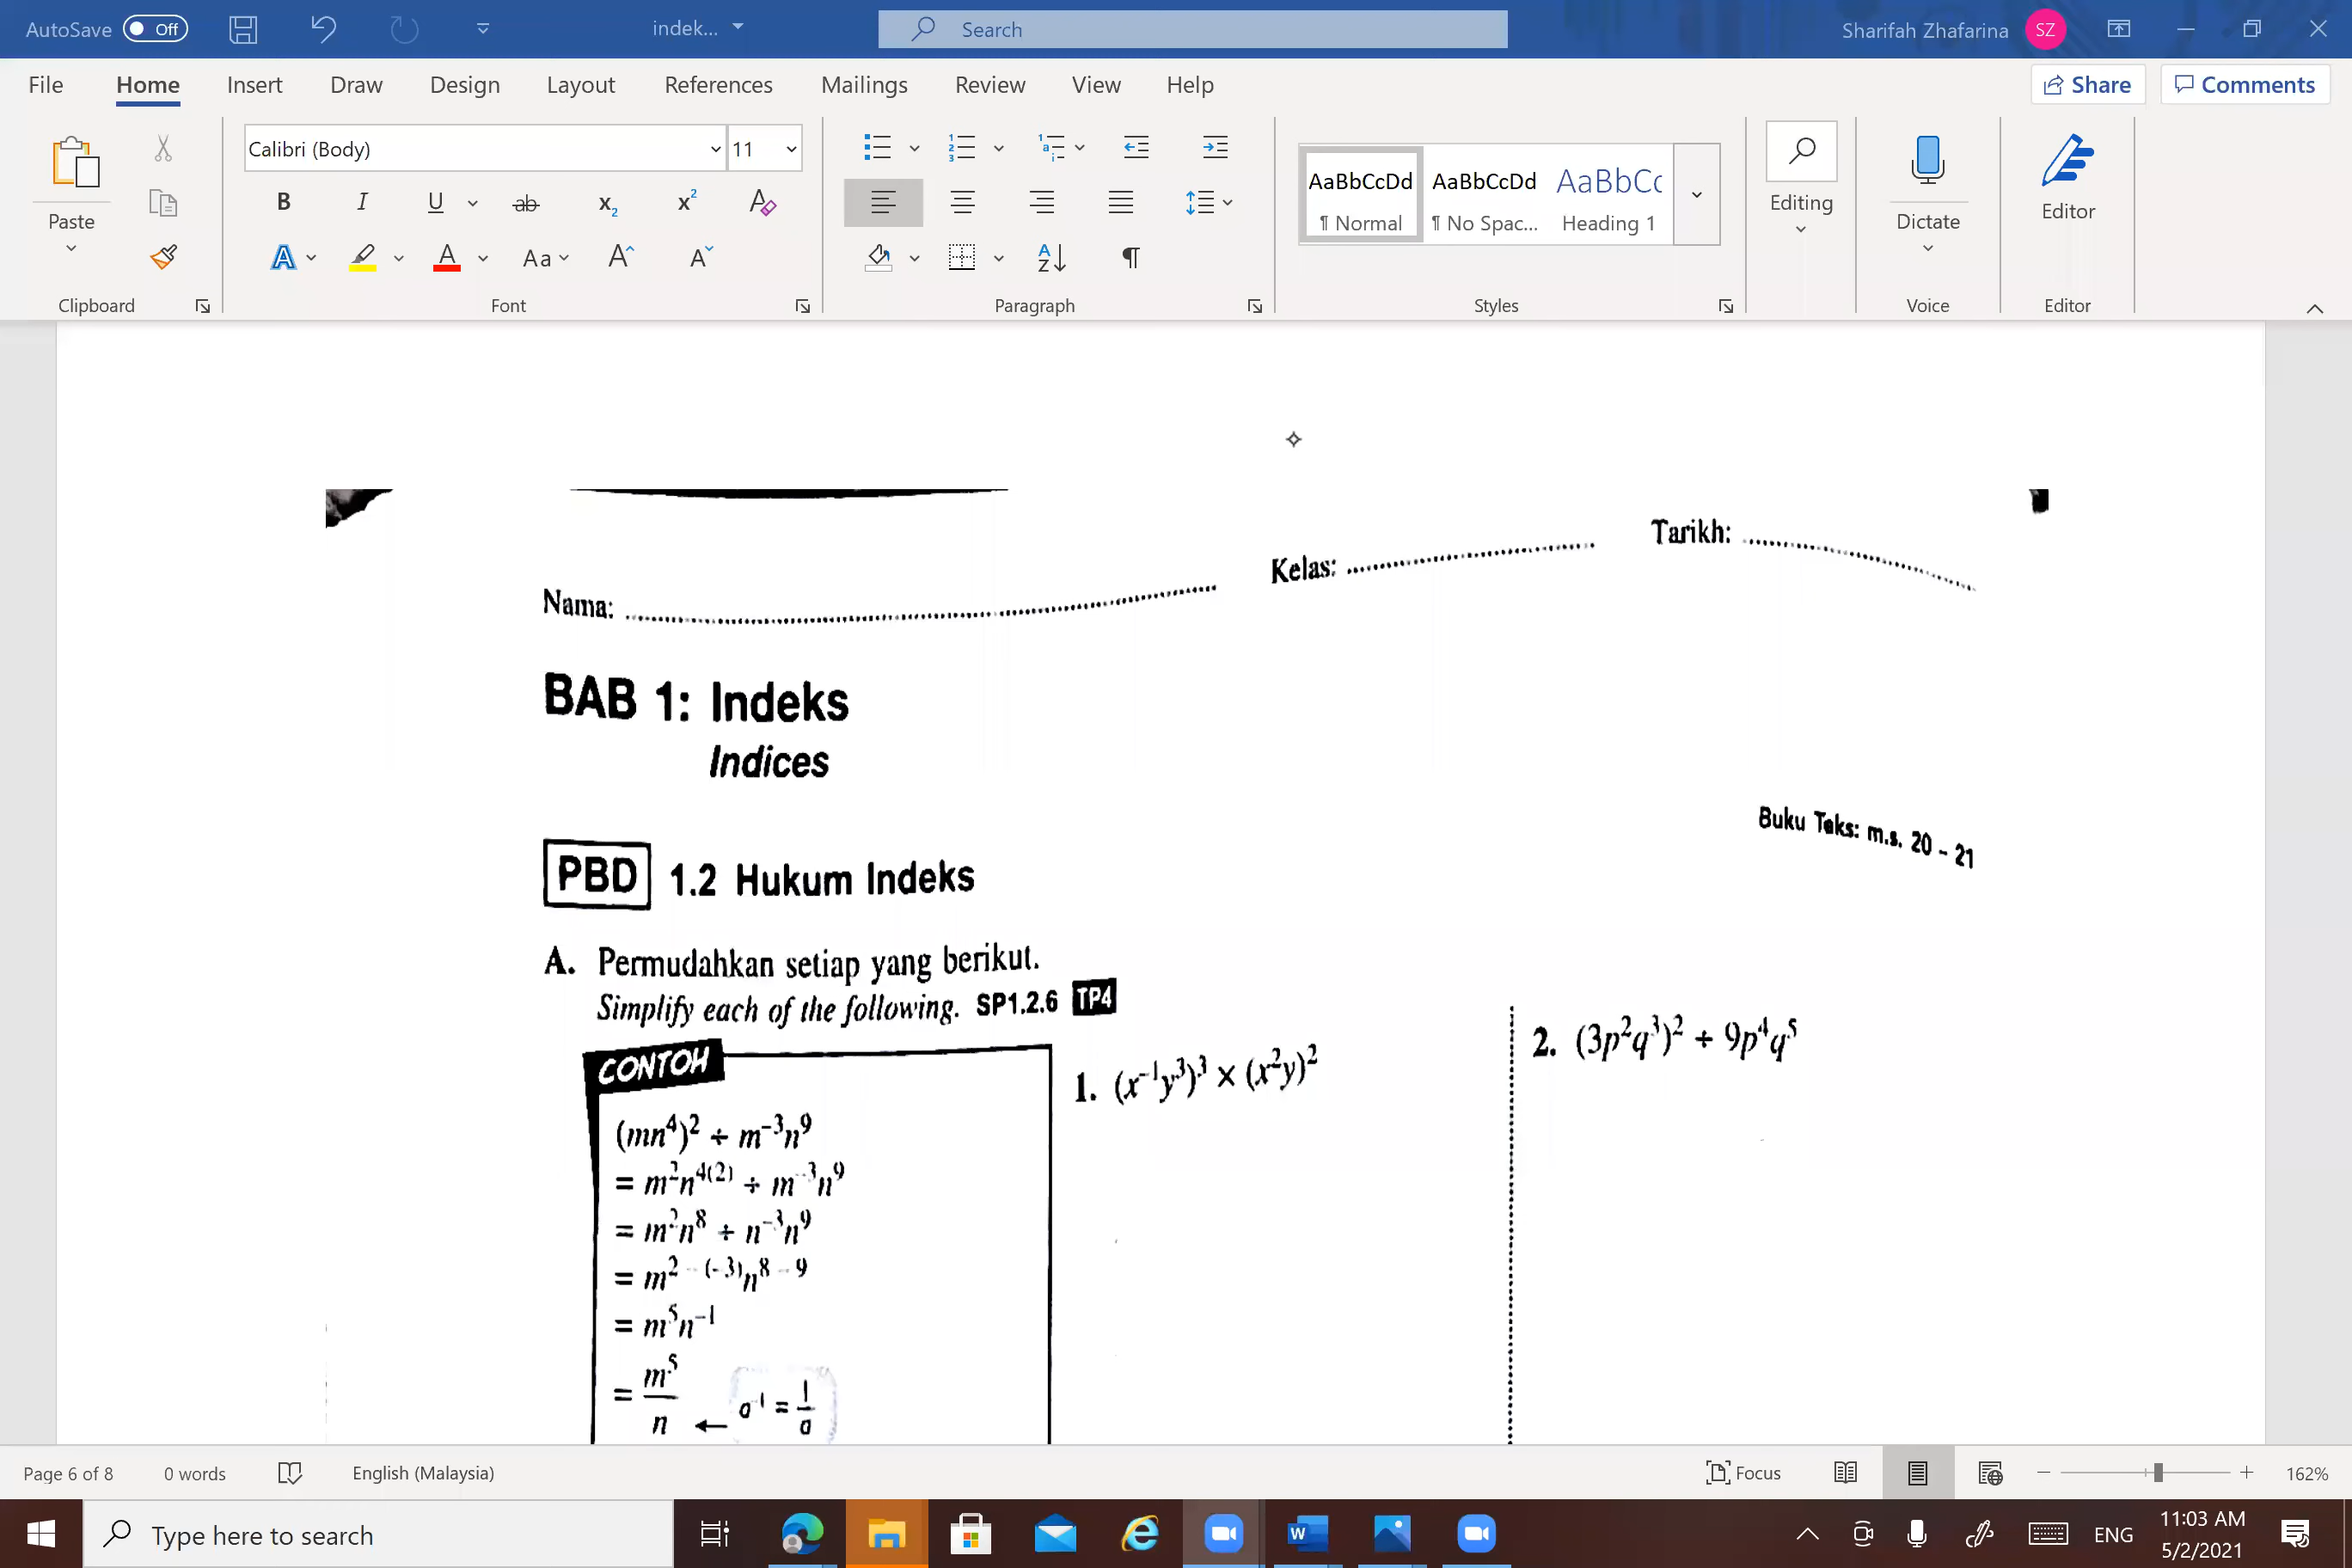 AutoSave Off indek... Search Sharifah Zhafarina SZ
File Home Insert Draw Design Layout References Mailings Review View Help Share Comments
Calibri (Body) 11
Paste
B I U ab x₂ x² A
A A Aa A A
AaBbCcDd AaBbCcDd AaBbCc
¶ Normal ¶ No Spac... Heading 1
Editing Dictate Editor
Clipboard Font Paragraph Styles Voice Editor
Nama: Kelas: Tarikh:
BAB 1: Indeks
Indices
Buku Teks: m.s. 20 – 21
PBD 1.2 Hukum Indeks
A. Permudahkan setiap yang berikut.
Simplify each of the following. SP1.2.6 TP4
CONTOH
(mn⁴)² ÷ m⁻³n⁹
= m²n⁴⁽²⁾ ÷ m⁻³n⁹
= m²n⁸ ÷ n⁻³n⁹
= m²⁻⁽⁻³⁾n⁸⁻⁹
= m⁵n⁻¹
= m⁵/n ← a⁻¹ = 1/a
1. (x⁻¹y³)³ × (x²y)²
2. (3p²q³)² ÷ 9p⁴q⁵
Page 6 of 8 0 words English (Malaysia) Focus 162%
Type here to search ENG 11:03 AM
5/2/2021